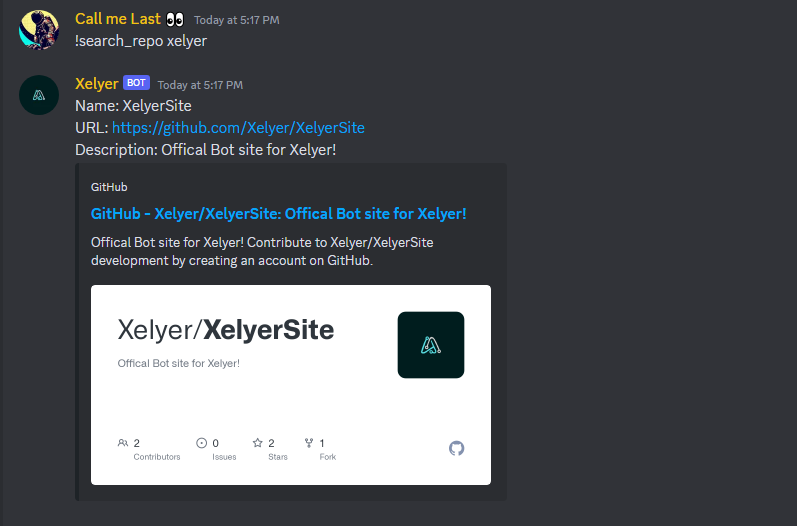 Call me Last 👀 Today at 5:17 PM
!search_repo xelyer
Xelyer BOT Today at 5:17 PM
Name: XelyerSite
URL: https://github.com/Xelyer/XelyerSite
Description: Offical Bot site for Xelyer!
GitHub
GitHub - Xelyer/XelyerSite: Offical Bot site for Xelyer!
Offical Bot site for Xelyer! Contribute to Xelyer/XelyerSite
development by creating an account on GitHub.
Xelyer/XelyerSite
Offical Bot site for Xelyer!
2 0 2 1
Contributors Issues Stars Fork